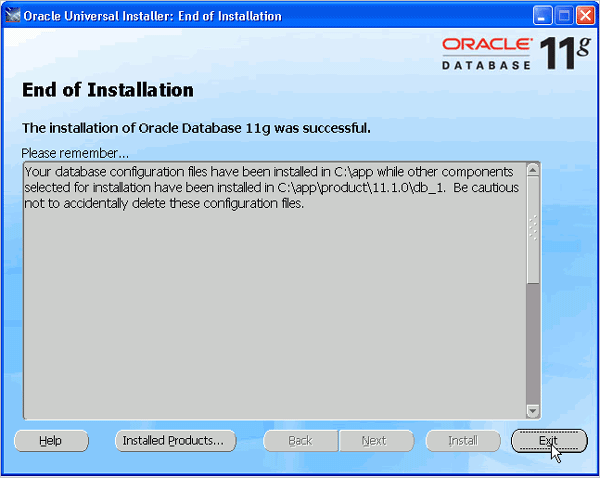 Oracle Universal Installer: End of Installation
ORACLE
DATABASE 11g
End of Installation
The installation of Oracle Database 11g was successful.
Please remember...
Your database configuration files have been installed in C:\app while other components
selected for installation have been installed in C:\app\product\11.1.0\db_1. Be cautious
not to accidentally delete these configuration files.
Help Installed Products... Back Next Install Exit